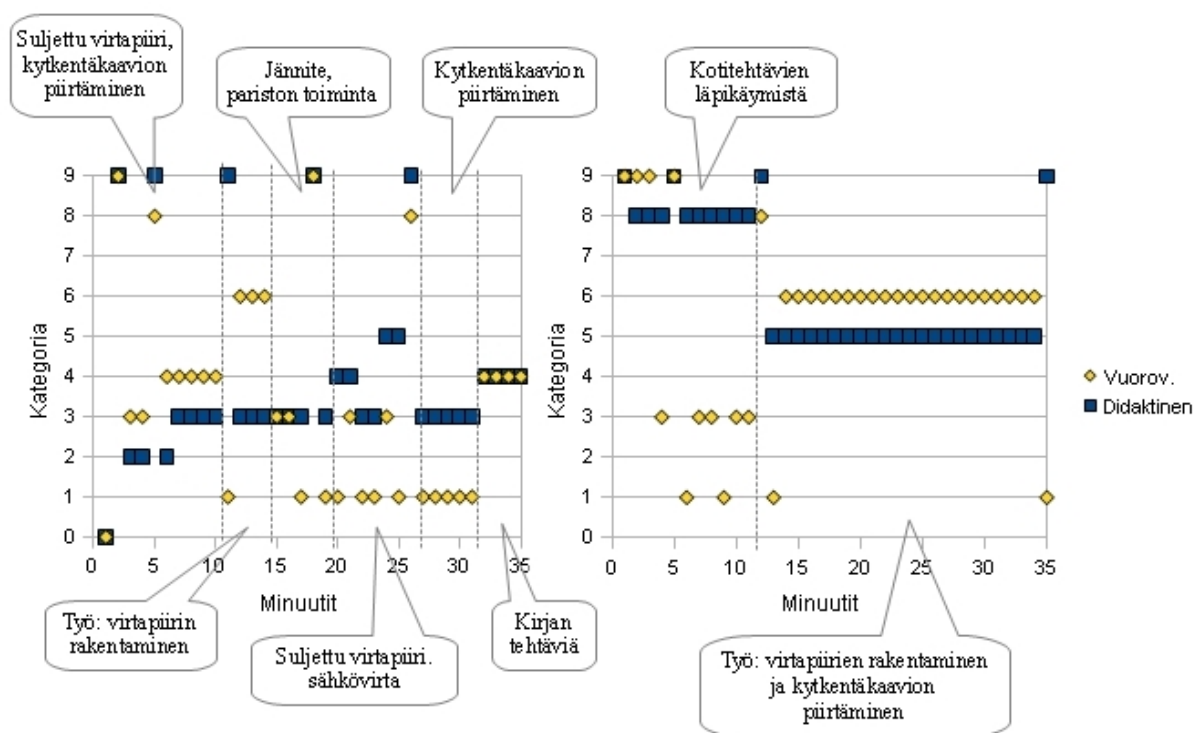 Suljettu virtapiiri,
kytkentäkaavion
piirtäminen
Jännite,
pariston toiminta
Kytkentäkaavion
piirtäminen
Kotitehtävien
läpikäymistä
Kategoria
9
8
7
6
5
4
3
2
1
0
0 5 10 15 20 25 30 35
Minuutit
Työ: virtapiirin
rakentaminen
Suljettu virtapiiri.
sähkövirta
Kirjan
tehtäviä
Kategoria
9
8
7
6
5
4
3
2
1
0
0 5 10 15 20 25 30 35
Minuutit
Työ: virtapiirien rakentaminen
ja kytkentäkaavion
piirtäminen
Vuorov.
Didaktinen